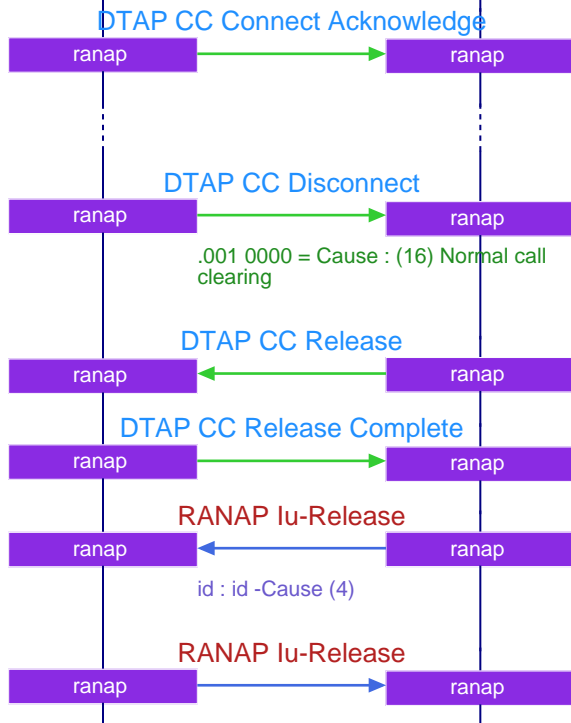 DTAP CC Connect Acknowledge
ranap ranap
DTAP CC Disconnect
ranap ranap
.001 0000 = Cause : (16) Normal call
clearing
DTAP CC Release
ranap ranap
DTAP CC Release Complete
ranap ranap
RANAP Iu-Release
ranap ranap
id : id -Cause (4)
RANAP Iu-Release
ranap ranap